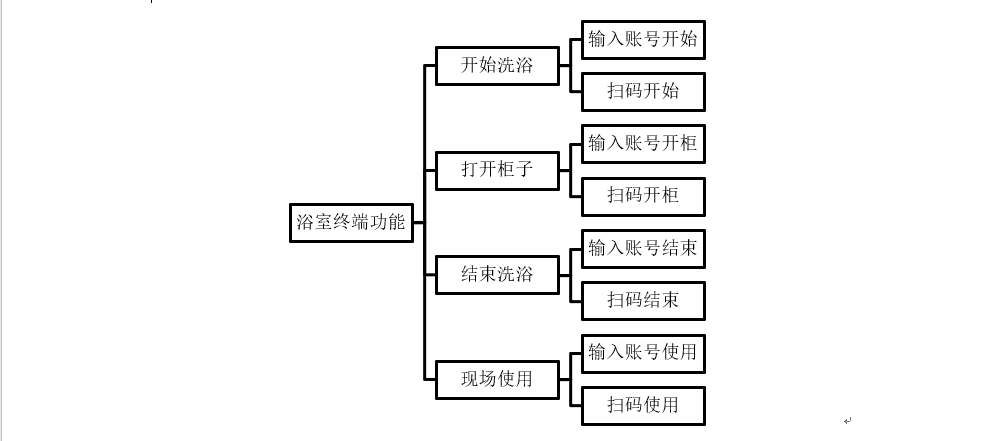 浴室终端功能
开始洗浴
输入账号开始
扫码开始
打开柜子
输入账号开柜
扫码开柜
结束洗浴
输入账号结束
扫码结束
现场使用
输入账号使用
扫码使用